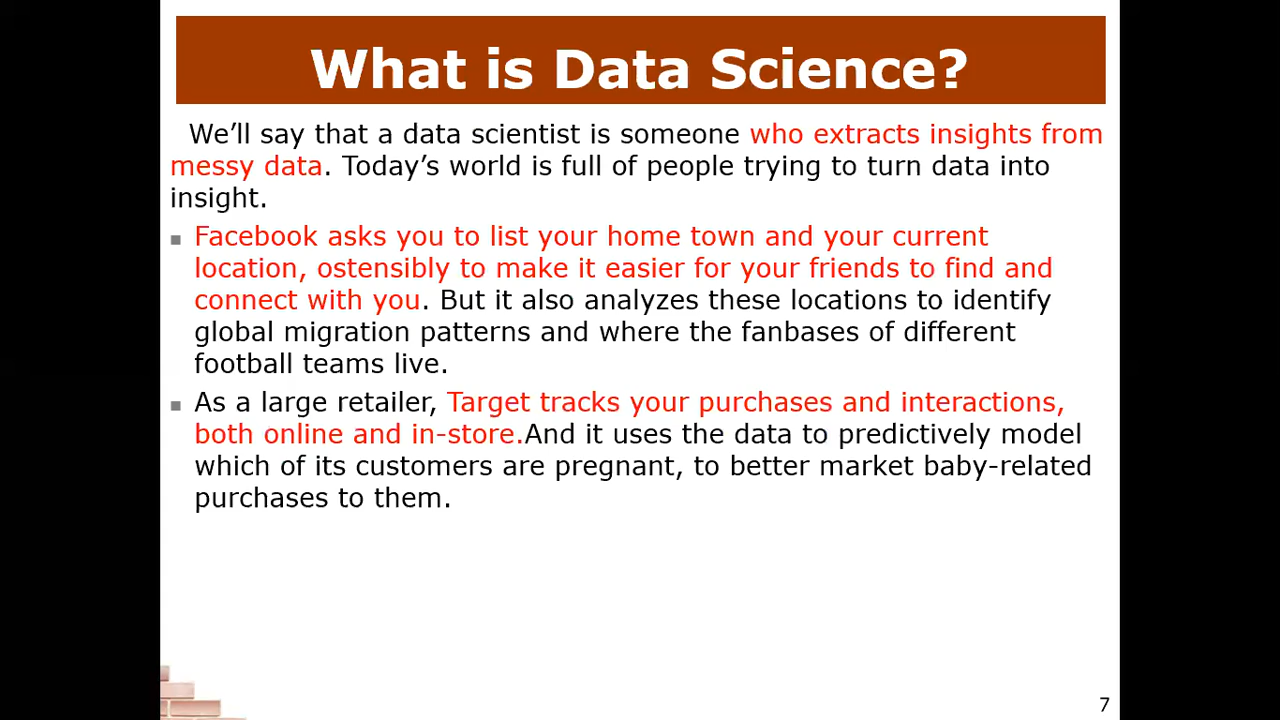 What is Data Science?
We’ll say that a data scientist is someone who extracts insights from
messy data. Today’s world is full of people trying to turn data into
insight.
Facebook asks you to list your home town and your current
location, ostensibly to make it easier for your friends to find and
connect with you. But it also analyzes these locations to identify
global migration patterns and where the fanbases of different
football teams live.
As a large retailer, Target tracks your purchases and interactions,
both online and in-store.And it uses the data to predictively model
which of its customers are pregnant, to better market baby-related
purchases to them.
7